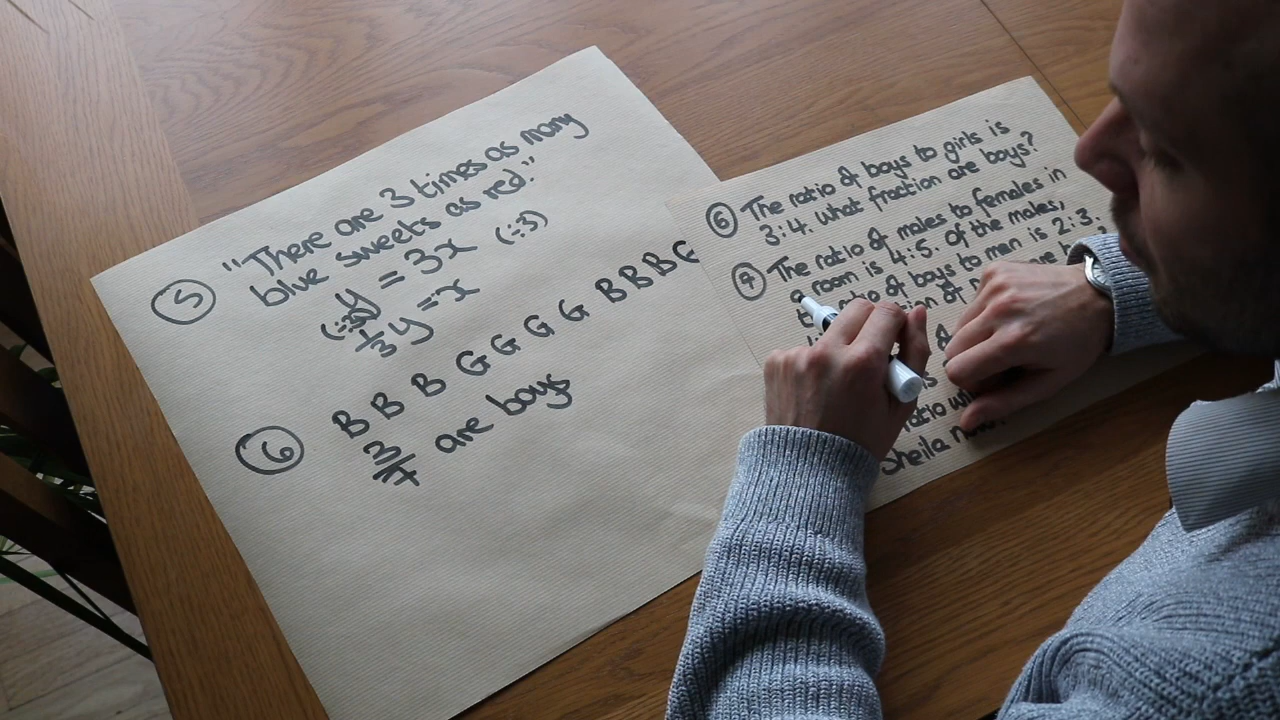 5
"There are 3 times as many
blue sweets as red."
y = 3x (÷3)
(÷3)
1/3 y = x
6
B B B G G G G B B B G
3/7 are boys
6
The ratio of boys to girls is
3:4. What fraction are boys?
7
The ratio of males to females in
a room is 4:5. Of the males,
ratio of boys to men is 2:3.
of
ratio
Sheila now?